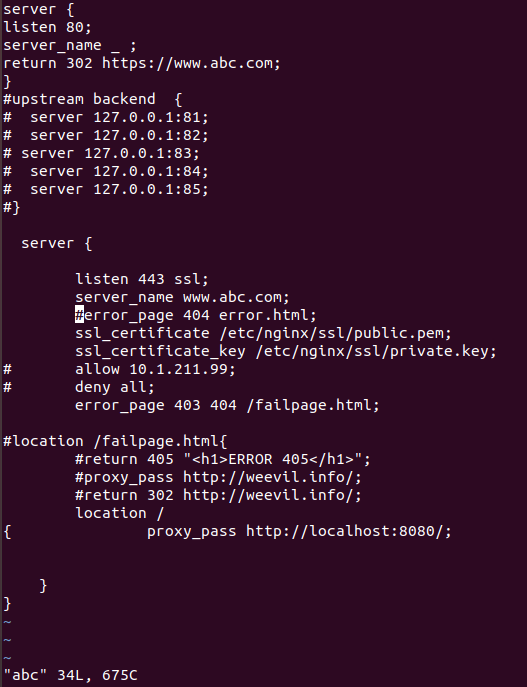 server {
listen 80;
server_name _ ;
return 302 https://www.abc.com;
}
#upstream backend  {
#  server 127.0.0.1:81;
#  server 127.0.0.1:82;
# server 127.0.0.1:83;
#  server 127.0.0.1:84;
#  server 127.0.0.1:85;
#}
  server {
        listen 443 ssl;
        server_name www.abc.com;
        #error_page 404 error.html;
        ssl_certificate /etc/nginx/ssl/public.pem;
        ssl_certificate_key /etc/nginx/ssl/private.key;
#       allow 10.1.211.99;
#       deny all;
        error_page 403 404 /failpage.html;
#location /failpage.html{
        #return 405 "<h1>ERROR 405</h1>";
        #proxy_pass http://weevil.info/;
        #return 302 http://weevil.info/;
        location /
{               proxy_pass http://localhost:8080/;
    }
}
~
~
~
"abc" 34L, 675C